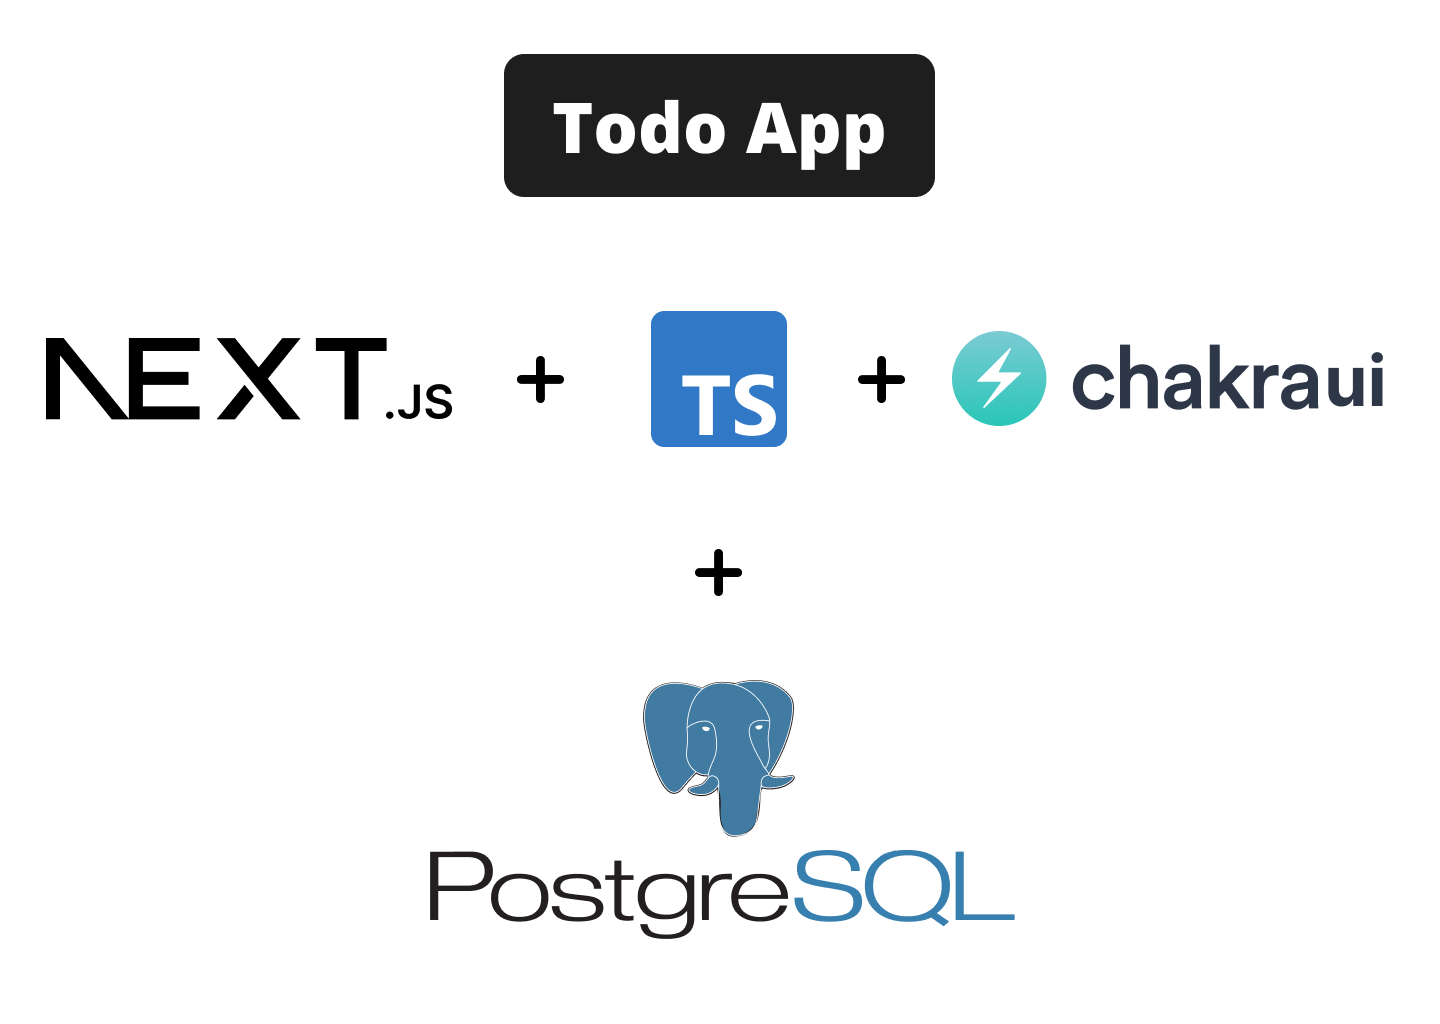 Todo App
NEXT.JS + TS + chakraui
+
PostgreSQL